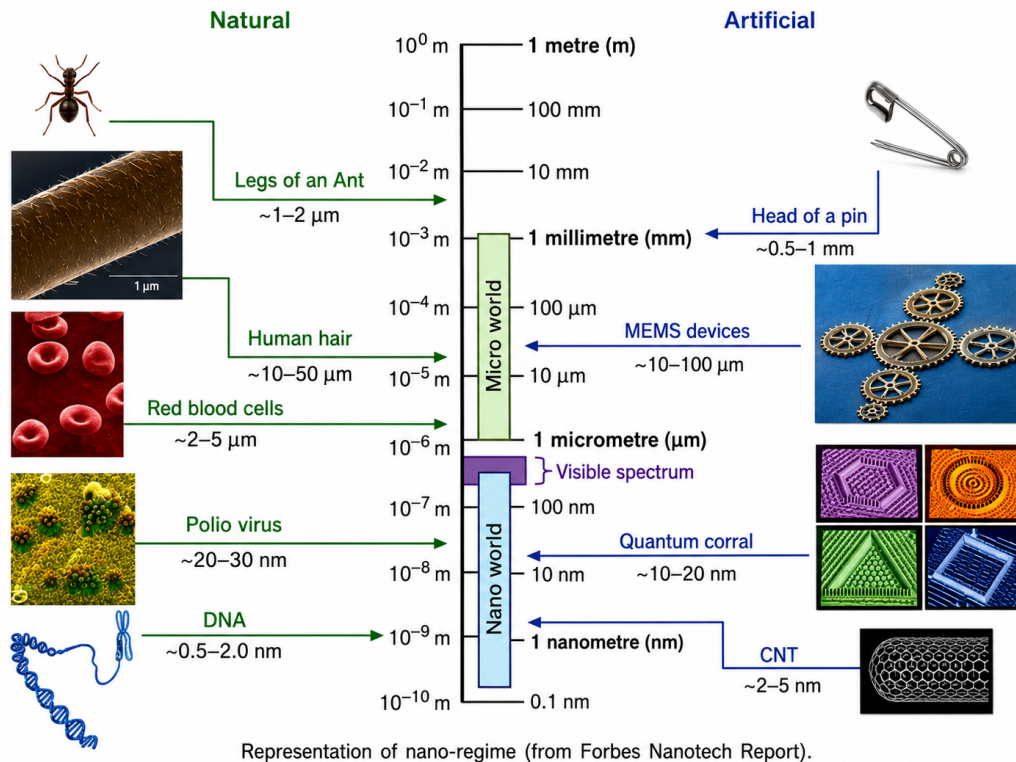 Natural
Artificial
10⁰ m
1 metre (m)
10⁻¹ m
100 mm
10⁻² m
10 mm
Legs of an Ant
~1–2 µm
10⁻³ m
1 millimetre (mm)
Head of a pin
~0.5–1 mm
1 µm
10⁻⁴ m
100 µm
Micro world
Human hair
~10–50 µm
MEMS devices
~10–100 µm
10⁻⁵ m
10 µm
Red blood cells
~2–5 µm
10⁻⁶ m
1 micrometre (µm)
Visible spectrum
10⁻⁷ m
100 nm
Nano world
Polio virus
~20–30 nm
Quantum corral
~10–20 nm
10⁻⁸ m
10 nm
DNA
~0.5–2.0 nm
10⁻⁹ m
1 nanometre (nm)
CNT
~2–5 nm
10⁻¹⁰ m
0.1 nm
Representation of nano-regime (from Forbes Nanotech Report).